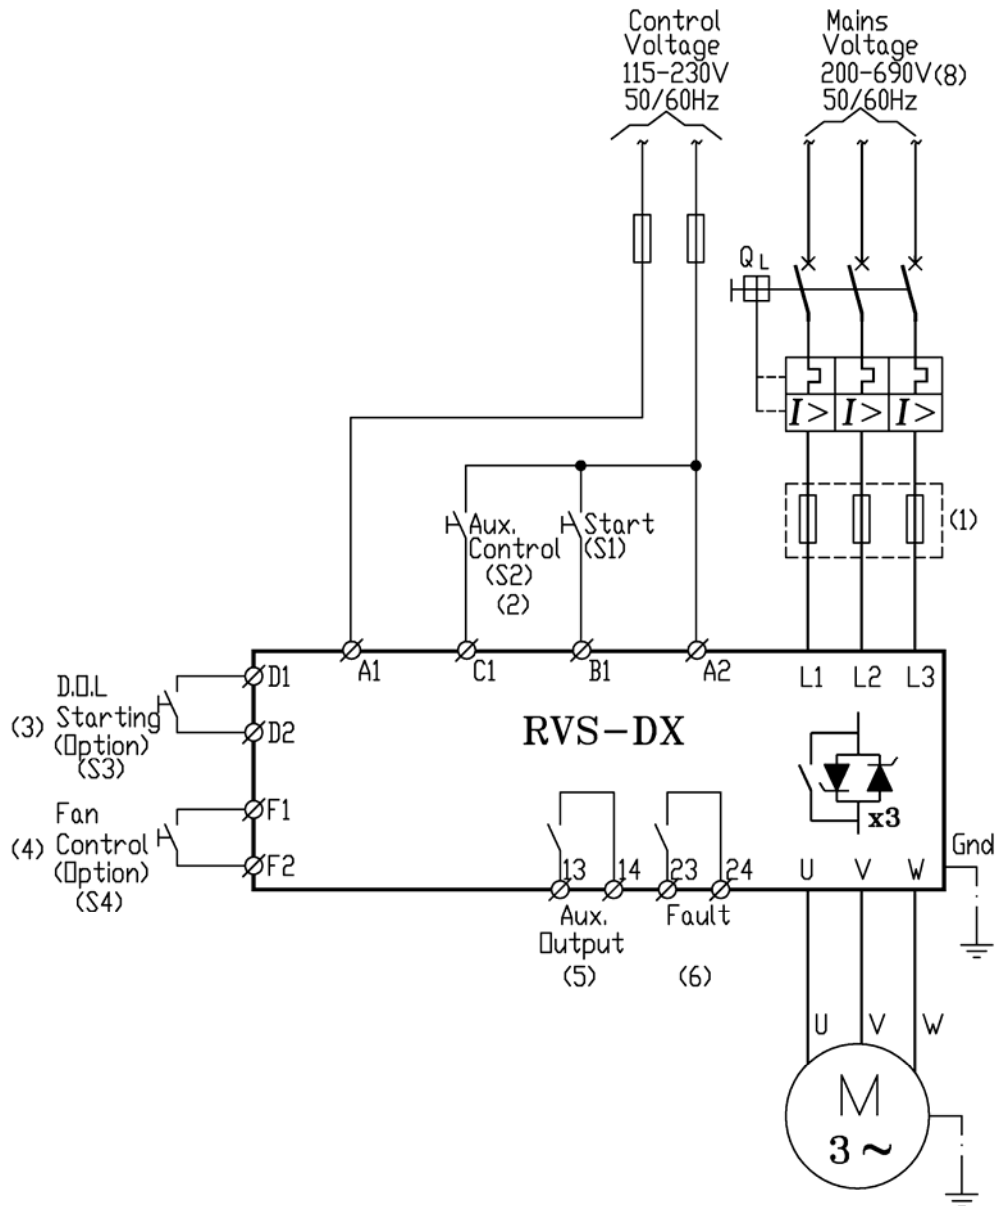 Control
Voltage
115-230V
50/60Hz
Mains
Voltage
200-690V(8)
50/60Hz
QL
I> I> I>
(1)
Aux.
Control
(S2)
(2)
Start
(S1)
A1
C1
B1
A2
L1
L2
L3
(3)
D.O.L
Starting
(Option)
(S3)
D1
D2
RVS-DX
x3
(4)
Fan
Control
(Option)
(S4)
F1
F2
13
14
23
24
U
V
W
Gnd
Aux.
Output
(5)
Fault
(6)
U
V
W
M
3 ~